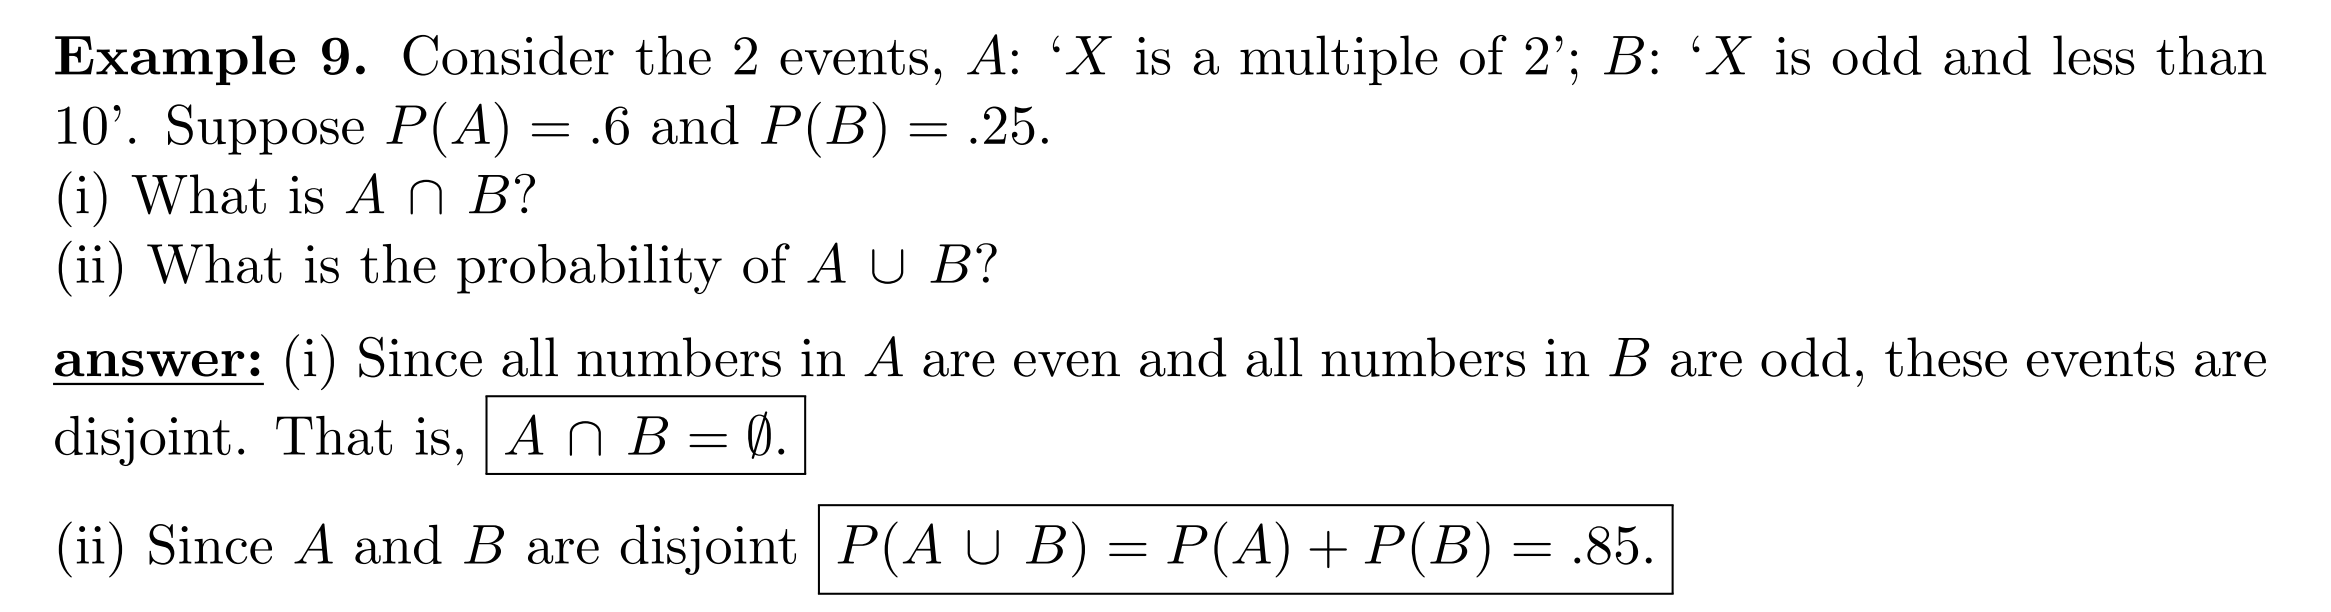 Example 9. Consider the 2 events, A: ‘X is a multiple of 2’; B: ‘X is odd and less than
10’. Suppose P(A) = .6 and P(B) = .25.
(i) What is A ∩ B?
(ii) What is the probability of A ∪ B?
answer: (i) Since all numbers in A are even and all numbers in B are odd, these events are
disjoint. That is, A ∩ B = ∅.
(ii) Since A and B are disjoint P(A ∪ B) = P(A) + P(B) = .85.